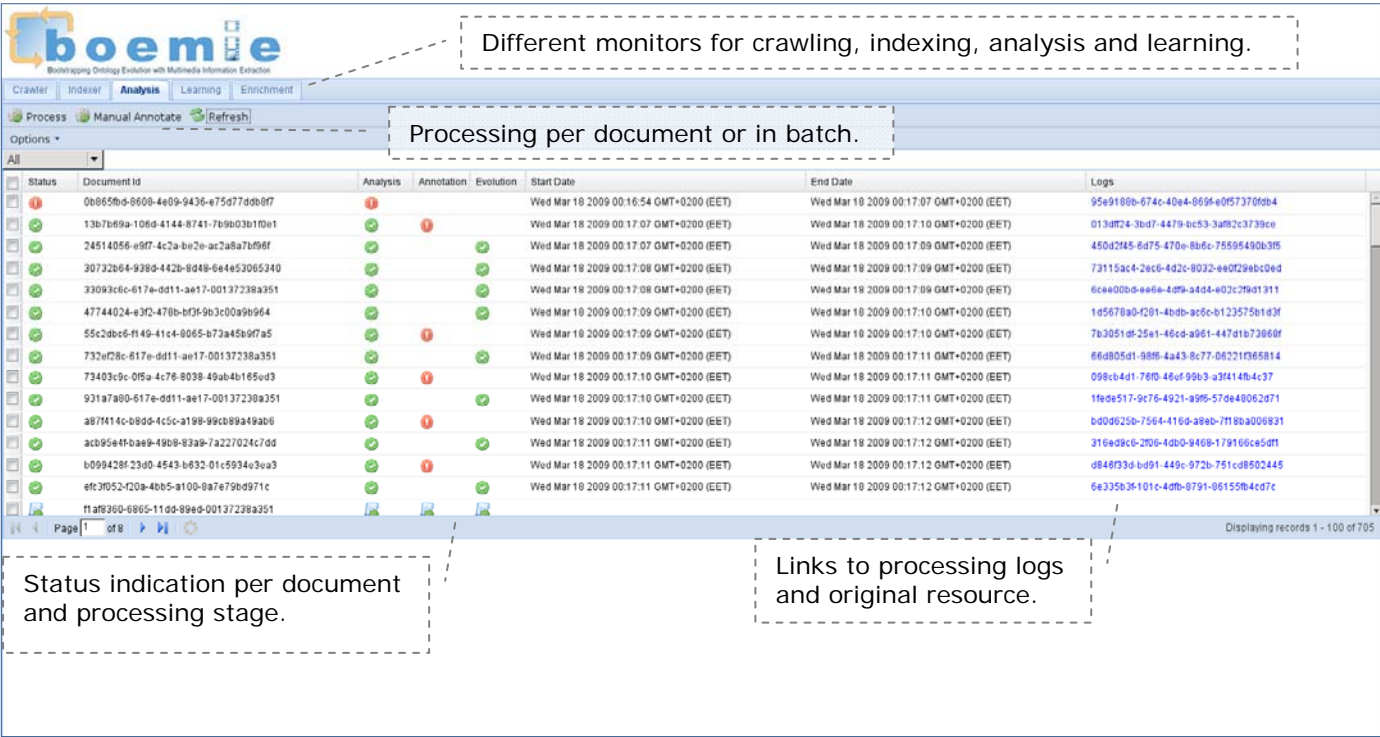 boemie
Bootstrapping Ontology Evolution with Multimedia Information Extraction
Different monitors for crawling, indexing, analysis and learning.
Crawler Indexer Analysis Learning Enrichment
Process Manual Annotate Refresh
Processing per document or in batch.
Options
All
Status Document Id Analysis Annotation Evolution Start Date End Date Logs
0b865fbd-8608-4e09-9436-e75d77ddb8f7 Wed Mar 18 2009 00:16:54 GMT+0200 (EET) Wed Mar 18 2009 00:17:07 GMT+0200 (EET) 95e9188b-674c-40e4-869f-e0f57370fdb4
13b7b69a-106d-4144-8741-7b9b03b1f0e1 Wed Mar 18 2009 00:17:07 GMT+0200 (EET) Wed Mar 18 2009 00:17:10 GMT+0200 (EET) 013dff24-3bd7-4479-bc53-3af82c3739ce
24514056-e9f7-4c2a-be2e-ac2a8a7bf96f Wed Mar 18 2009 00:17:07 GMT+0200 (EET) Wed Mar 18 2009 00:17:09 GMT+0200 (EET) 450d2f45-6d75-470e-8b6c-75595490b3f5
30732b64-938d-442b-8d48-6e4e53065340 Wed Mar 18 2009 00:17:08 GMT+0200 (EET) Wed Mar 18 2009 00:17:09 GMT+0200 (EET) 73115ac4-2ec6-4d2c-8032-ee0f29ebc0ed
33093c6c-617e-dd11-ae17-00137238a351 Wed Mar 18 2009 00:17:08 GMT+0200 (EET) Wed Mar 18 2009 00:17:09 GMT+0200 (EET) 6cee00bd-ee6e-4df9-a4d4-e02c2f9d1311
47744024-e3f2-478b-bf3f-9b3c00a9b964 Wed Mar 18 2009 00:17:09 GMT+0200 (EET) Wed Mar 18 2009 00:17:10 GMT+0200 (EET) 1d5678a0-f281-4bdb-ac6c-b123575b1d3f
55c2dbc6-f149-41c4-8065-b73a45b9f7a5 Wed Mar 18 2009 00:17:09 GMT+0200 (EET) Wed Mar 18 2009 00:17:10 GMT+0200 (EET) 7b3051df-25e1-46cd-a961-447d1b73868f
732ef28c-617e-dd11-ae17-00137238a351 Wed Mar 18 2009 00:17:09 GMT+0200 (EET) Wed Mar 18 2009 00:17:11 GMT+0200 (EET) 66d805d1-98f6-4a43-8c77-06221f365814
73403c9c-0f5a-4c76-8038-49ab4b165ed3 Wed Mar 18 2009 00:17:10 GMT+0200 (EET) Wed Mar 18 2009 00:17:11 GMT+0200 (EET) 098cb4d1-76f0-46ef-99b3-a3f414fb4c37
931a7a80-617e-dd11-ae17-00137238a351 Wed Mar 18 2009 00:17:10 GMT+0200 (EET) Wed Mar 18 2009 00:17:11 GMT+0200 (EET) 1fede517-9c76-4921-a9f6-57de48062d71
a87f414c-b8dd-4c5c-a198-99cb89a49ab6 Wed Mar 18 2009 00:17:10 GMT+0200 (EET) Wed Mar 18 2009 00:17:12 GMT+0200 (EET) bd0d625b-7564-416d-a8eb-7f18ba006831
acb95e4f-bae9-49b8-83a9-7a227024c7dd Wed Mar 18 2009 00:17:11 GMT+0200 (EET) Wed Mar 18 2009 00:17:12 GMT+0200 (EET) 316ed9c6-2f06-4db0-9468-179166ce5df1
b099428f-23d0-4543-b632-01c5934e3ea3 Wed Mar 18 2009 00:17:11 GMT+0200 (EET) Wed Mar 18 2009 00:17:12 GMT+0200 (EET) d846f33d-bd91-449c-972b-751cd8502445
efc3f052-f20a-4bb5-a100-8a7e79bd971c Wed Mar 18 2009 00:17:11 GMT+0200 (EET) Wed Mar 18 2009 00:17:12 GMT+0200 (EET) 6e335b3f-101c-4dfb-8791-86155fb4cd7c
f1af8360-6865-11dd-89ed-00137238a351
Page 1 of 8 Displaying records 1 - 100 of 705
Status indication per document
and processing stage.
Links to processing logs
and original resource.